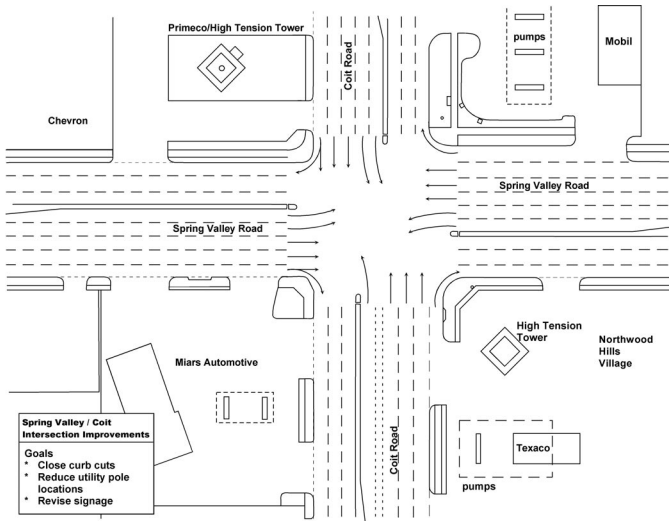 Primeco/High Tension Tower
Coit Road
pumps
Mobil
Chevron
Spring Valley Road
Spring Valley Road
High Tension
Tower
Northwood
Hills
Village
Miars Automotive
Coit Road
Texaco
pumps
Spring Valley / Coit
Intersection Improvements
Goals
* Close curb cuts
* Reduce utility pole
locations
* Revise signage